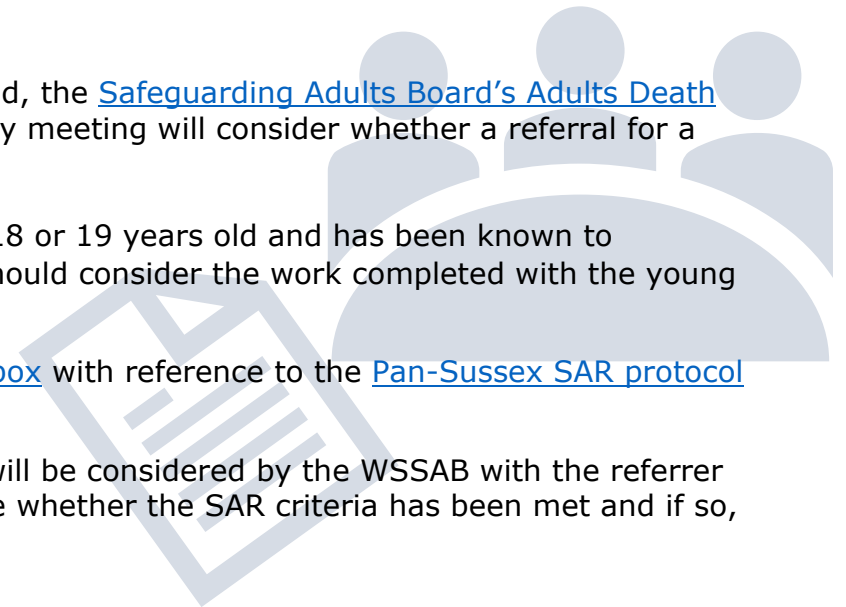 d, the Safeguarding Adults Board's Adults Death
y meeting will consider whether a referral for a
18 or 19 years old and has been known to
hould consider the work completed with the young
box with reference to the Pan-Sussex SAR protocol
will be considered by the WSSAB with the referrer
e whether the SAR criteria has been met and if so,